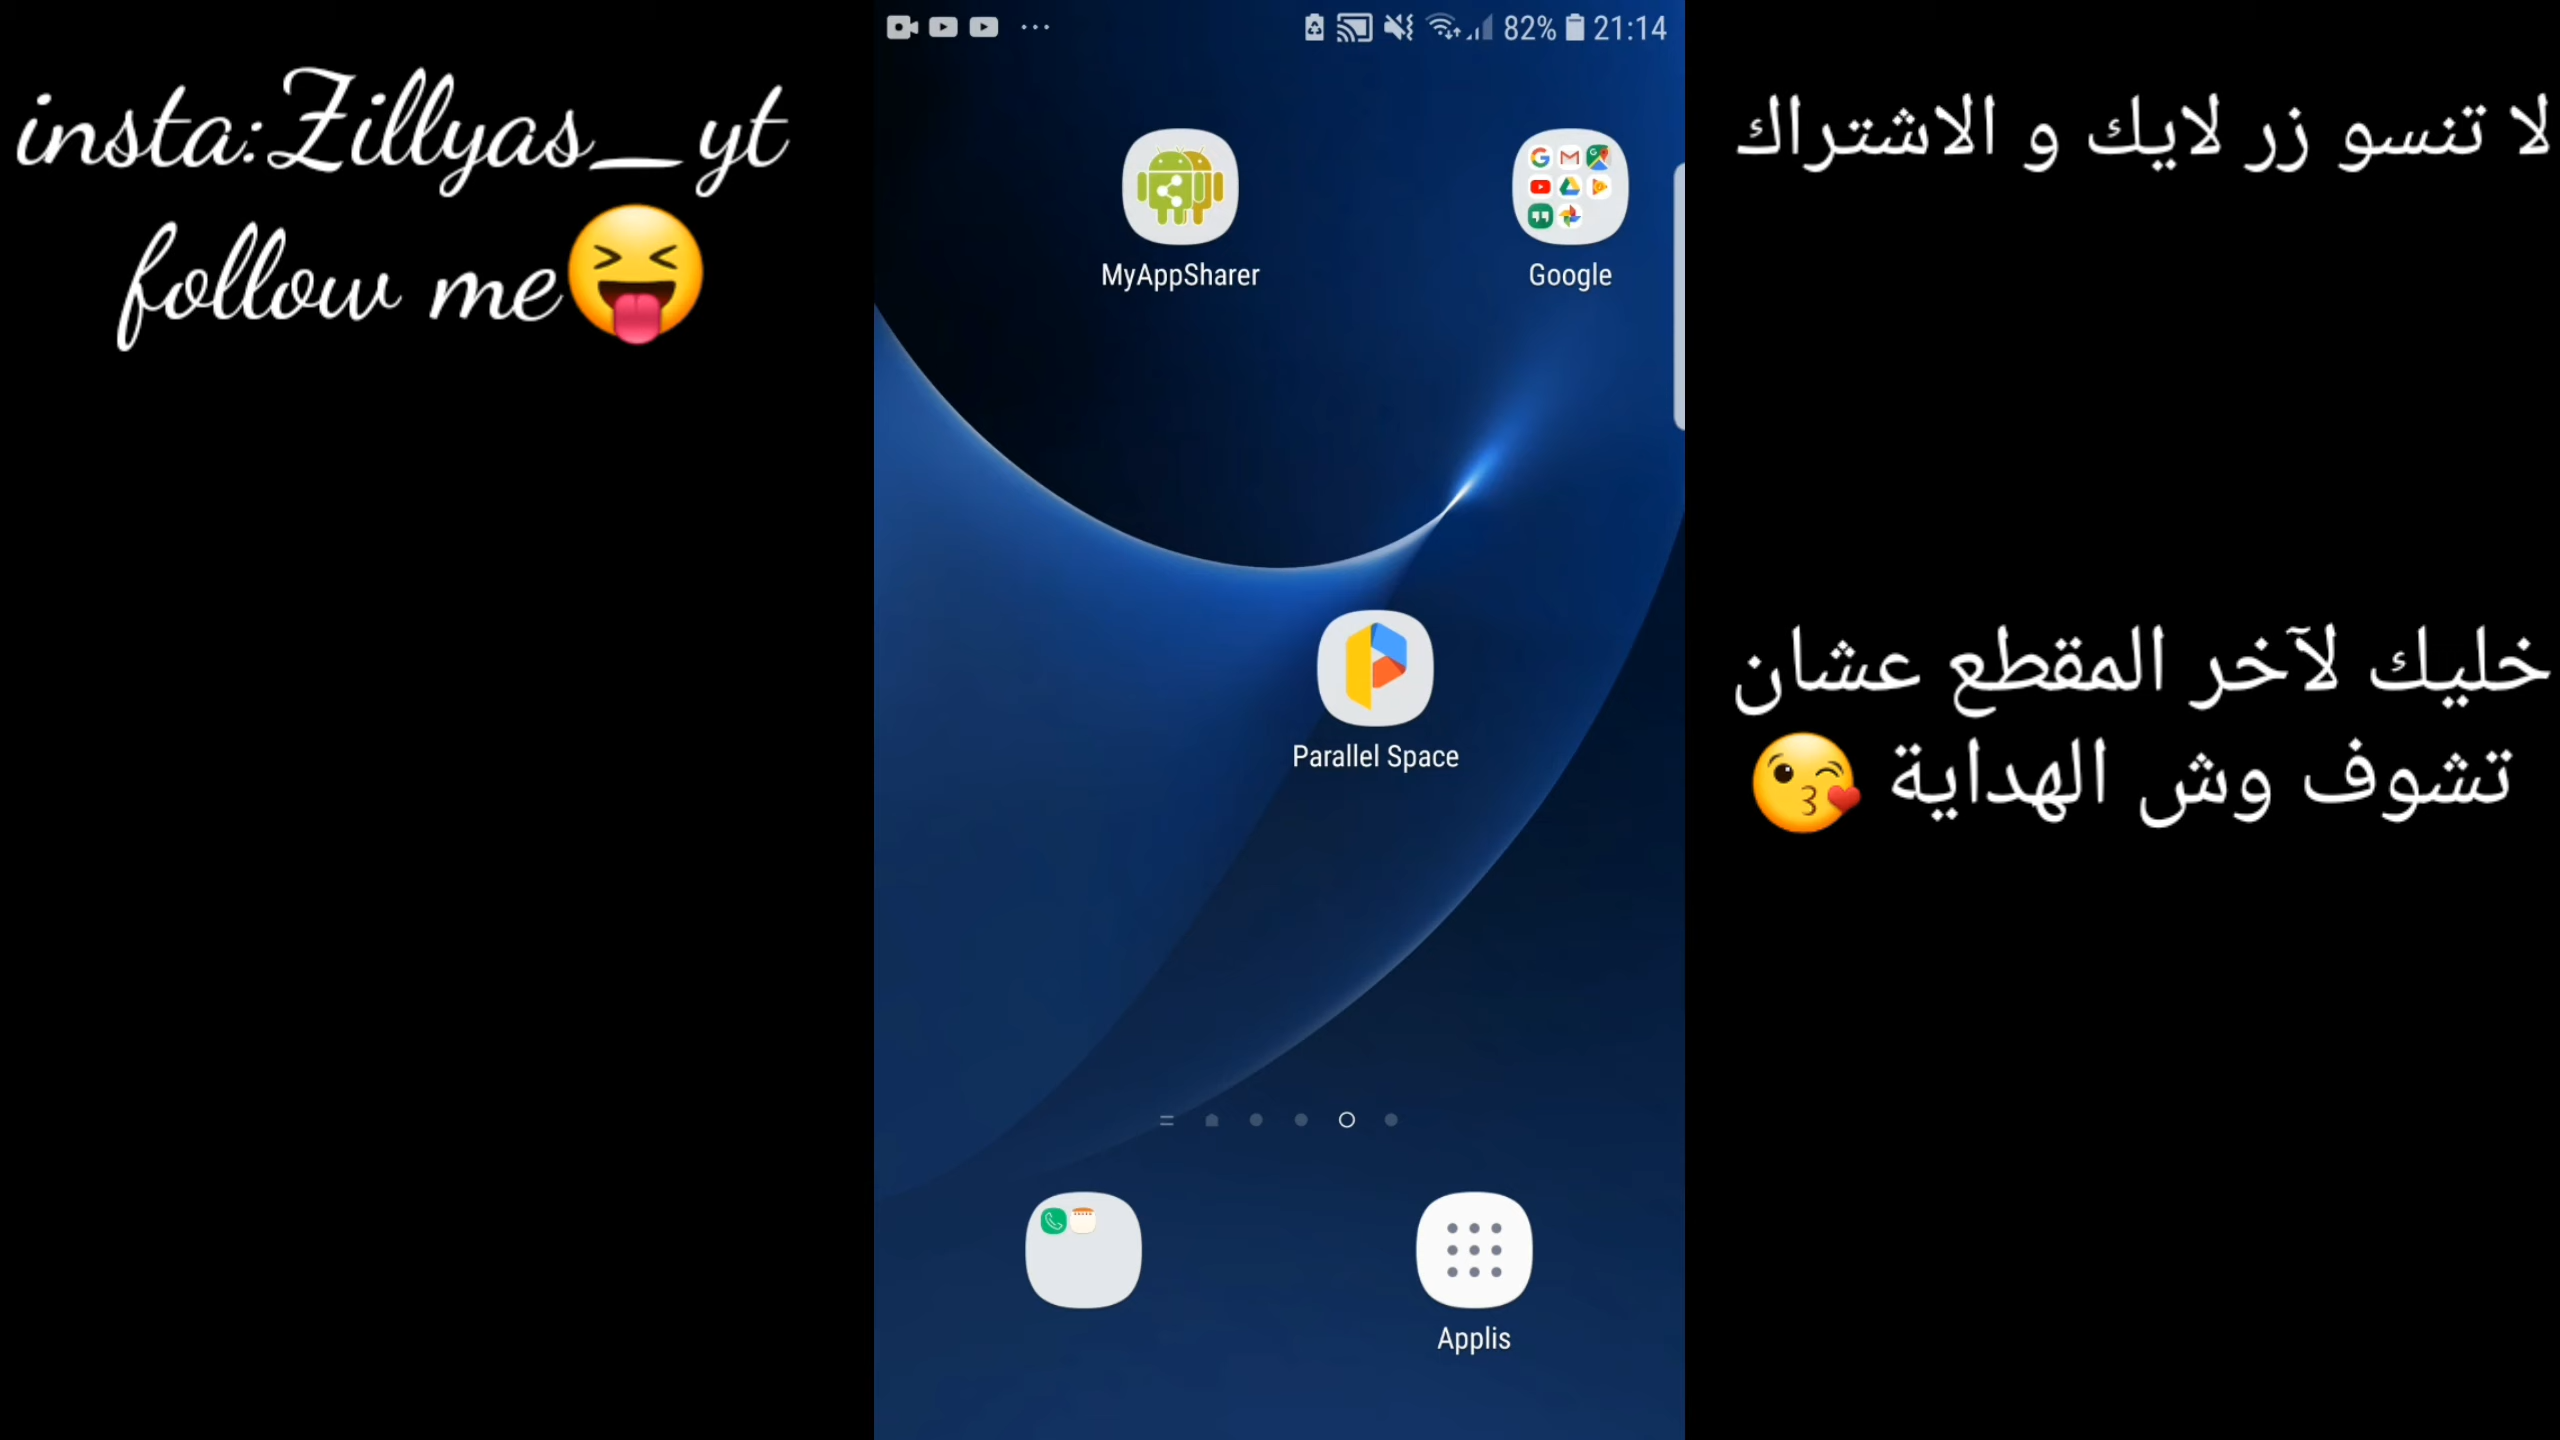 insta:Zillyas_yt
follow me😝
82% 21:14
MyAppSharer
Google
Parallel Space
Applis
لا تنسو زر لايك و الاشتراك
خليك لآخر المقطع عشان
تشوف وش الهداية 😘